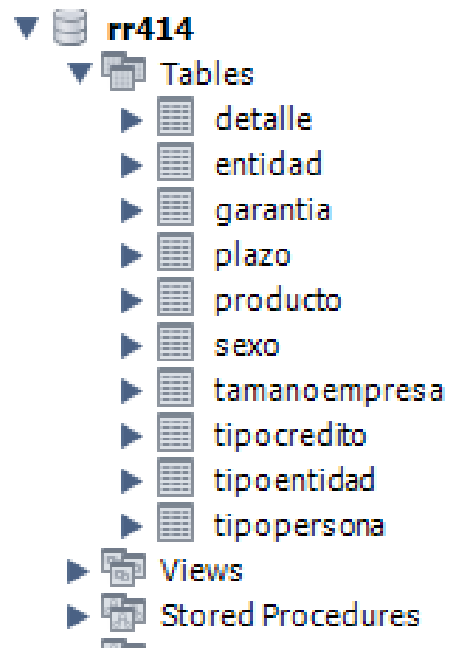 rr414
Tables
detalle
entidad
garantia
plazo
producto
sexo
tamanoempresa
tipocredito
tipoentidad
tipopersona
Views
Stored Procedures